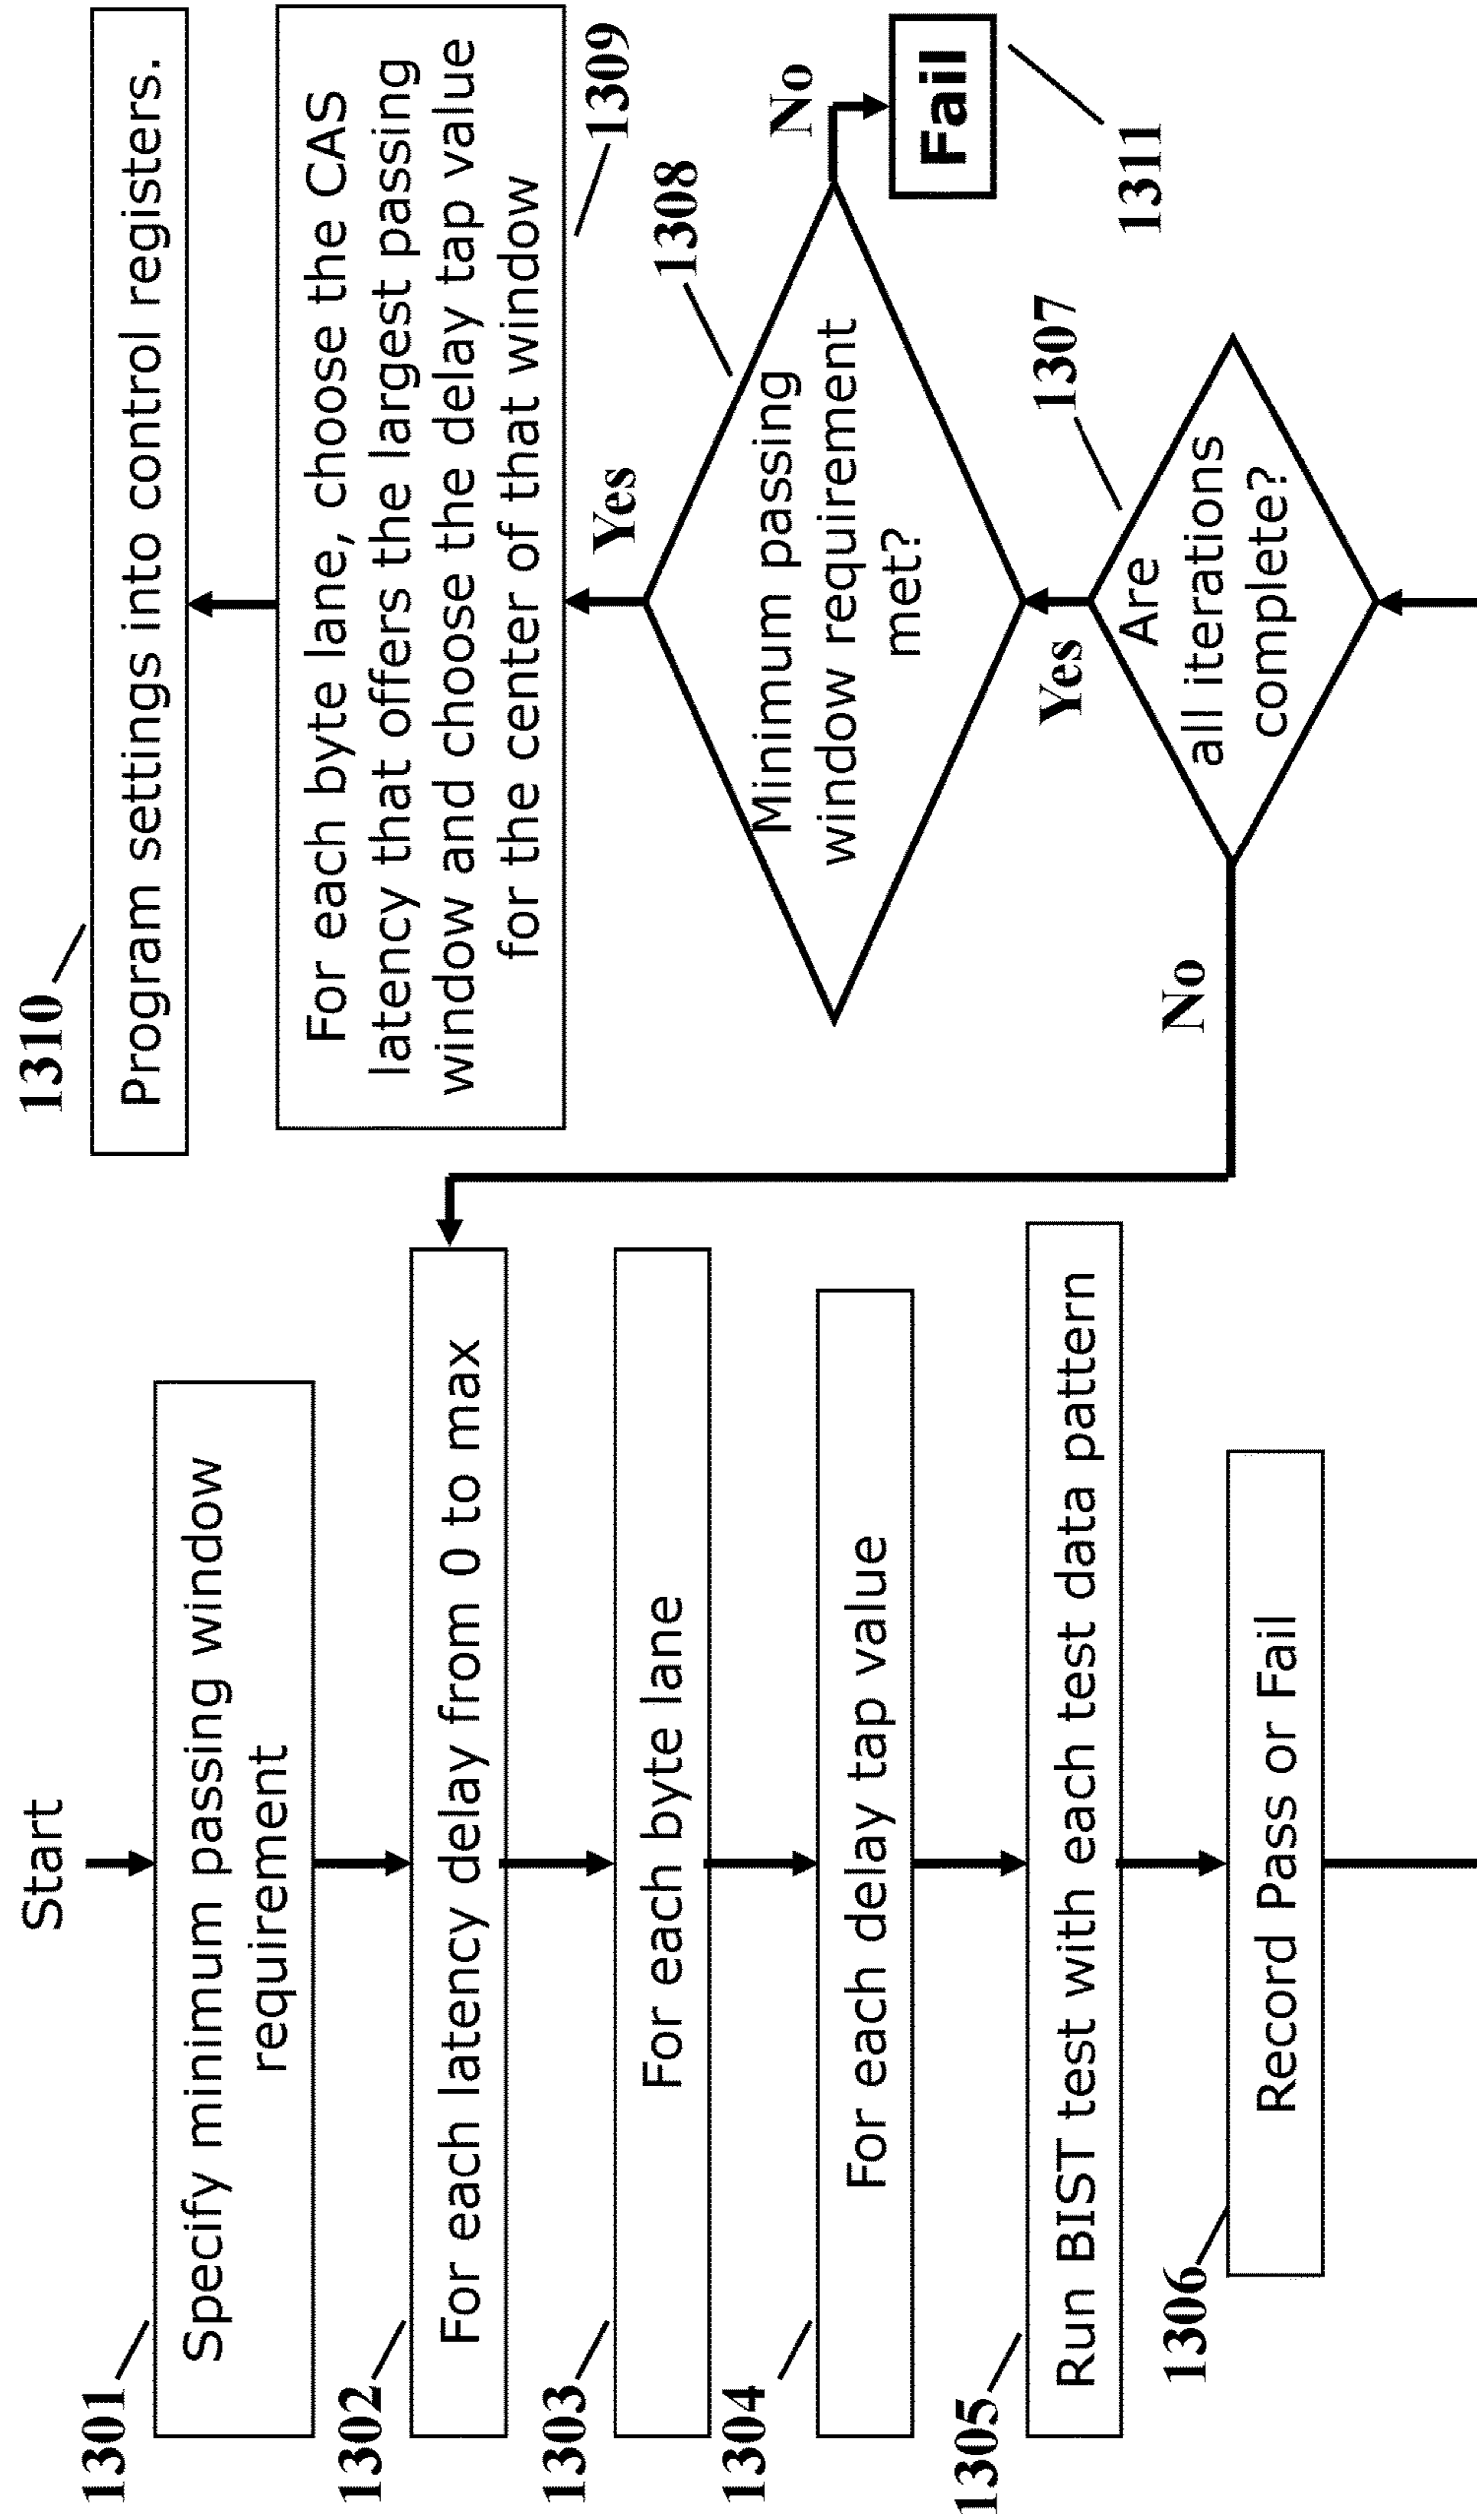 Start
1301
Specify minimum passing window
requirement
1302
For each latency delay from 0 to max
1303
For each byte lane
1304
For each delay tap value
1305
Run BIST test with each test data pattern
1306
Record Pass or Fail
1310
Program settings into control registers.
For each byte lane, choose the CAS
latency that offers the largest passing
window and choose the delay tap value
for the center of that window
1309
Yes
1308
Minimum passing
window requirement
met?
No
Fail
1311
Yes
1307
Are
all iterations
complete?
No